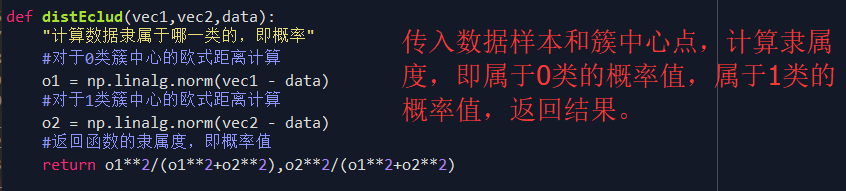 def distEclud(vec1,vec2,data):
"计算数据隶属于哪一类的，即概率"
#对于0类簇中心的欧式距离计算
o1 = np.linalg.norm(vec1 - data)
#对于1类簇中心的欧式距离计算
o2 = np.linalg.norm(vec2 - data)
#返回函数的隶属度，即概率值
return o1**2/(o1**2+o2**2),o2**2/(o1**2+o2**2)
传入数据样本和簇中心点，计算隶属
度，即属于0类的概率值，属于1类的
概率值，返回结果。